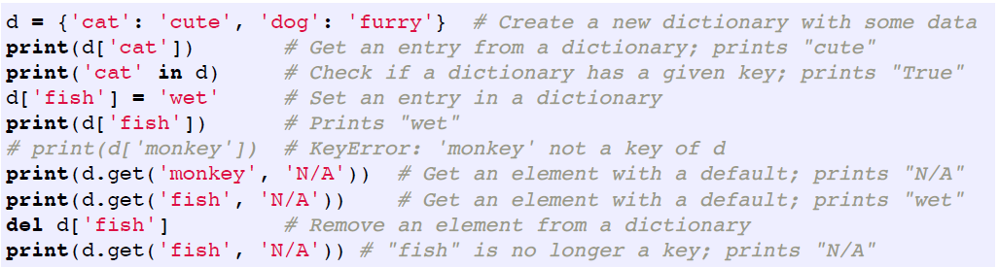 d = {'cat': 'cute', 'dog': 'furry'}  # Create a new dictionary with some data
print(d['cat'])       # Get an entry from a dictionary; prints "cute"
print('cat' in d)     # Check if a dictionary has a given key; prints "True"
d['fish'] = 'wet'     # Set an entry in a dictionary
print(d['fish'])      # Prints "wet"
# print(d['monkey'])  # KeyError: 'monkey' not a key of d
print(d.get('monkey', 'N/A'))  # Get an element with a default; prints "N/A"
print(d.get('fish', 'N/A'))    # Get an element with a default; prints "wet"
del d['fish']         # Remove an element from a dictionary
print(d.get('fish', 'N/A')) # "fish" is no longer a key; prints "N/A"